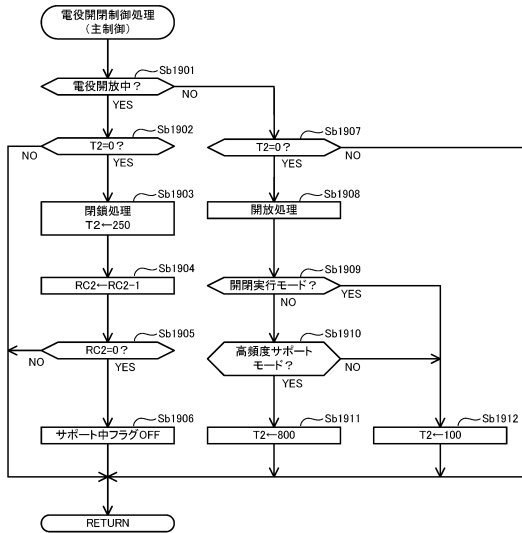 電役開閉制御処理
（主制御）
Sb1901
電役開放中？
NO
YES
Sb1902
T2=0？
NO
YES
Sb1903
閉鎖処理
T2←250
Sb1904
RC2←RC2-1
Sb1905
RC2=0？
NO
YES
Sb1906
サポート中フラグOFF
Sb1907
T2=0？
NO
YES
Sb1908
開放処理
Sb1909
開閉実行モード？
YES
NO
Sb1910
高頻度サポート
モード？
NO
YES
Sb1911
T2←800
Sb1912
T2←100
RETURN